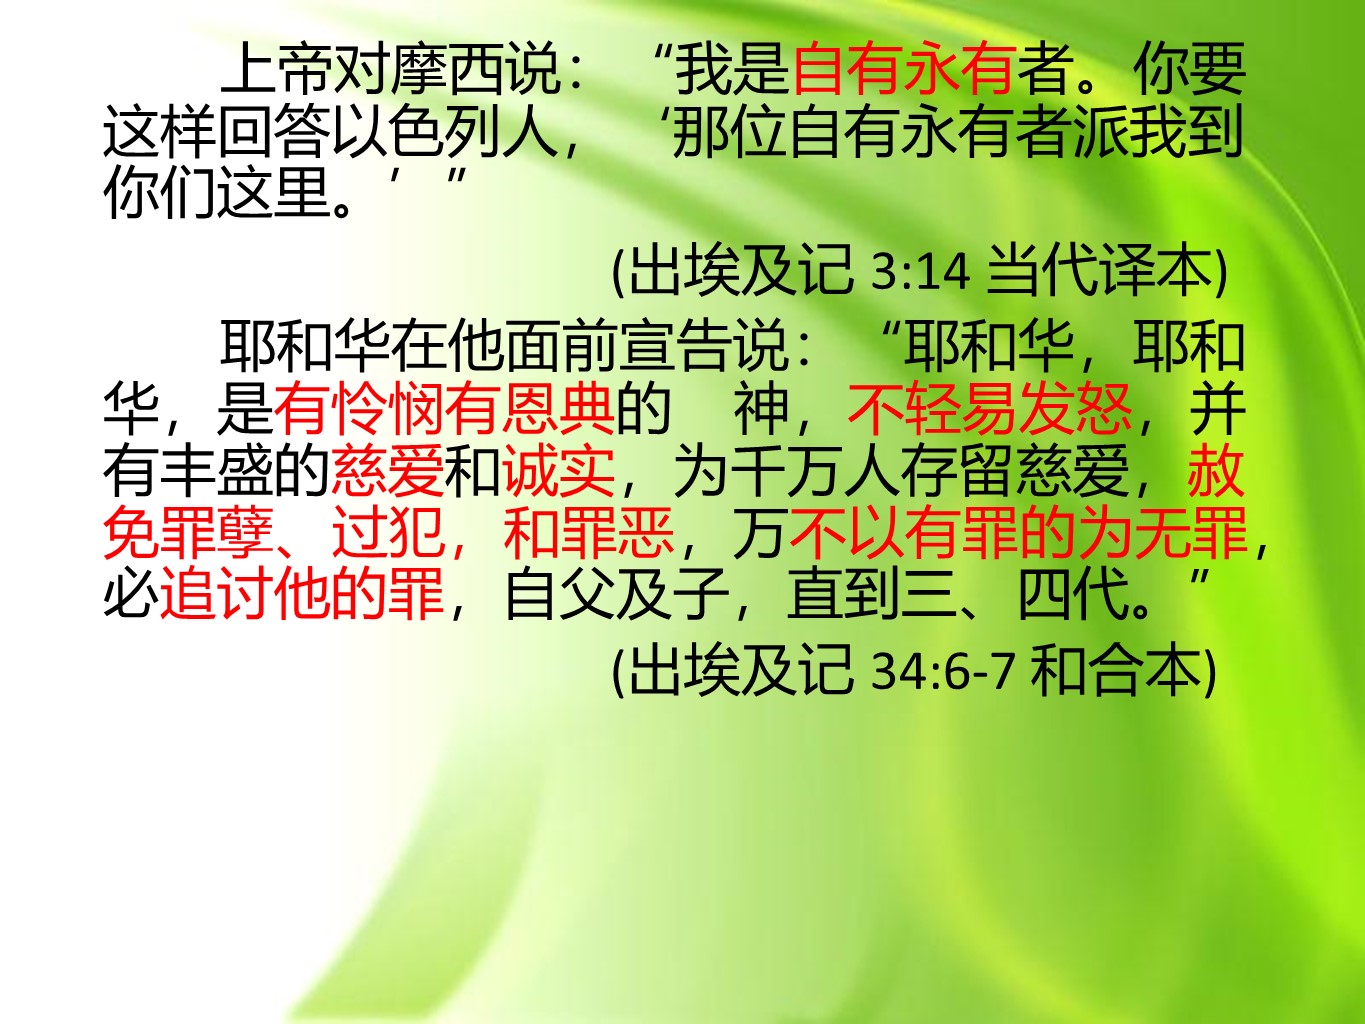 上帝对摩西说：“我是自有永有者。你要
这样回答以色列人，‘那位自有永有者派我到
你们这里。’”
(出埃及记 3:14 当代译本)
耶和华在他面前宣告说：“耶和华，耶和
华，是有怜悯有恩典的　神，不轻易发怒，并
有丰盛的慈爱和诚实，为千万人存留慈爱，赦
免罪孽、过犯，和罪恶，万不以有罪的为无罪，
必追讨他的罪，自父及子，直到三、四代。”
(出埃及记 34:6-7 和合本)